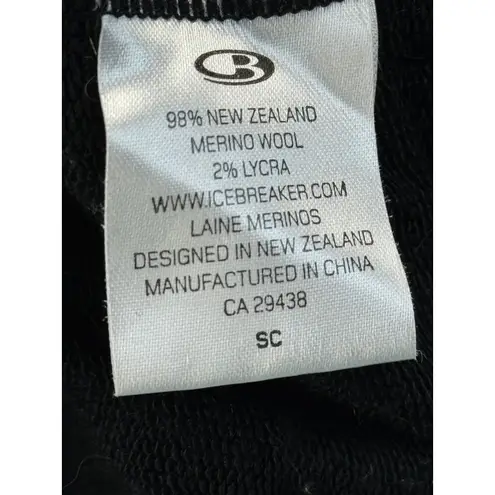 98% NEW ZEALAND
MERINO WOOL
2% LYCRA
WWW.ICEBREAKER.COM
LAINE MERINOS
DESIGNED IN NEW ZEALAND
MANUFACTURED IN CHINA
CA 29438
SC